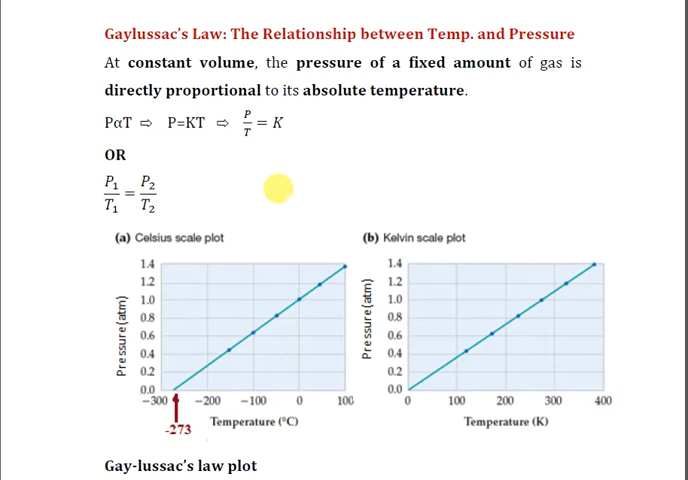 Gaylussac's Law: The Relationship between Temp. and Pressure
At constant volume, the pressure of a fixed amount of gas is
directly proportional to its absolute temperature.
PαT ⇨ P=KT ⇨ P/T = K
OR
P₁/T₁ = P₂/T₂
(a) Celsius scale plot
1.4
1.2
1.0
0.8
0.6
0.4
0.2
0.0
Pressure (atm)
−300 −200 −100 0 100
-273
Temperature (°C)
(b) Kelvin scale plot
1.4
1.2
1.0
0.8
0.6
0.4
0.2
0.0
Pressure (atm)
0 100 200 300 400
Temperature (K)
Gay-lussac's law plot